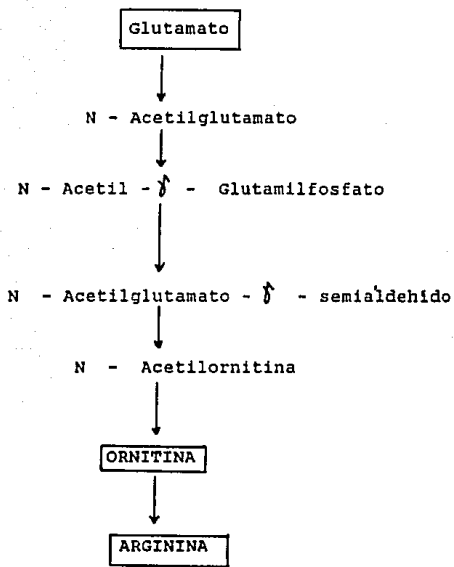 Glutamato
N - Acetilglutamato
N - Acetil - γ - Glutamilfosfato
N - Acetilglutamato - γ - semialdehido
N - Acetilornitina
ORNITINA
ARGININA